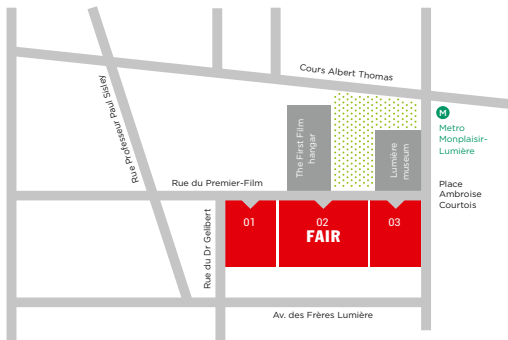 Cours Albert Thomas
Rue Professeur Paul Sisley
M
Metro
Monplaisir-
Lumière
The First Film
hangar
Lumière
museum
Rue du Premier-Film
Place
Ambroise
Courtois
01
02
03
FAIR
Rue du Dr Gelibert
Av. des Frères Lumière